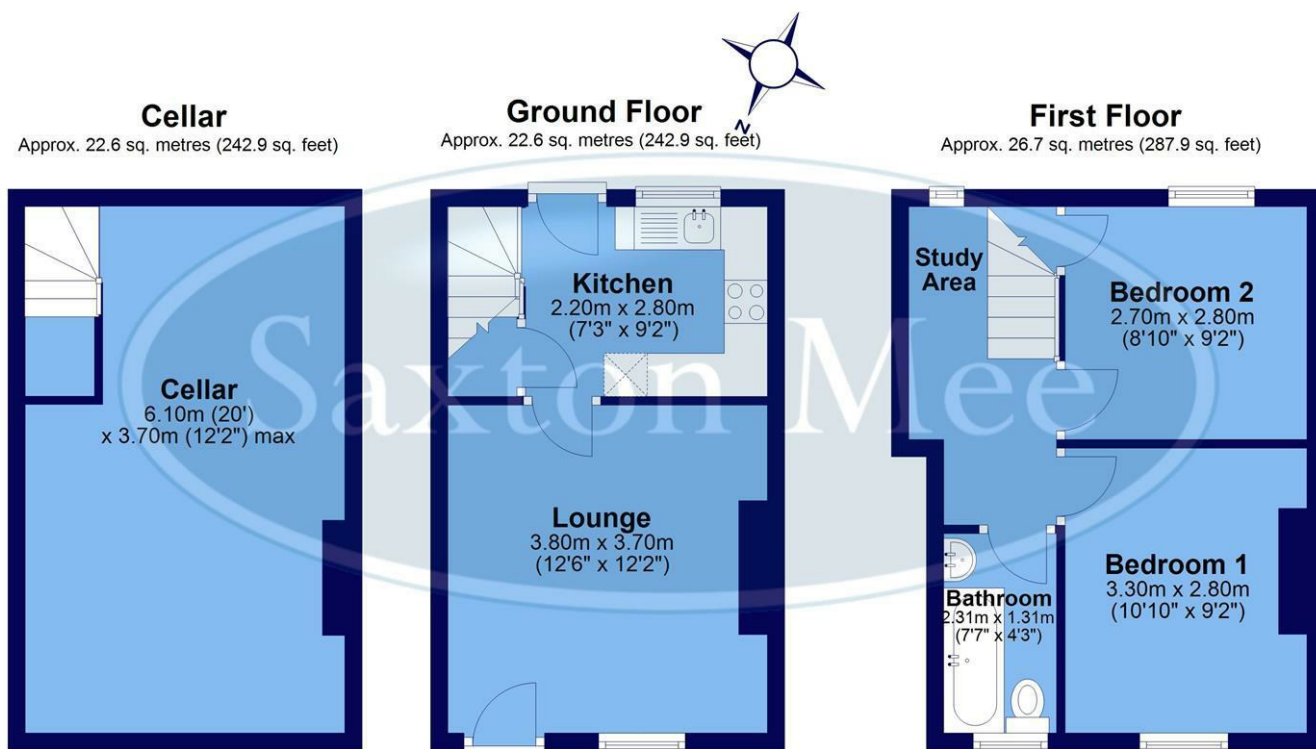 N
Cellar
Approx. 22.6 sq. metres (242.9 sq. feet)
Ground Floor
Approx. 22.6 sq. metres (242.9 sq. feet)
First Floor
Approx. 26.7 sq. metres (287.9 sq. feet)
Cellar
6.10m (20')
x 3.70m (12'2") max
Kitchen
2.20m x 2.80m
(7'3" x 9'2")
Lounge
3.80m x 3.70m
(12'6" x 12'2")
Study
Area
Bedroom 2
2.70m x 2.80m
(8'10" x 9'2")
Bedroom 1
3.30m x 2.80m
(10'10" x 9'2")
Bathroom
2.31m x 1.31m
(7'7" x 4'3")
Saxton Mee